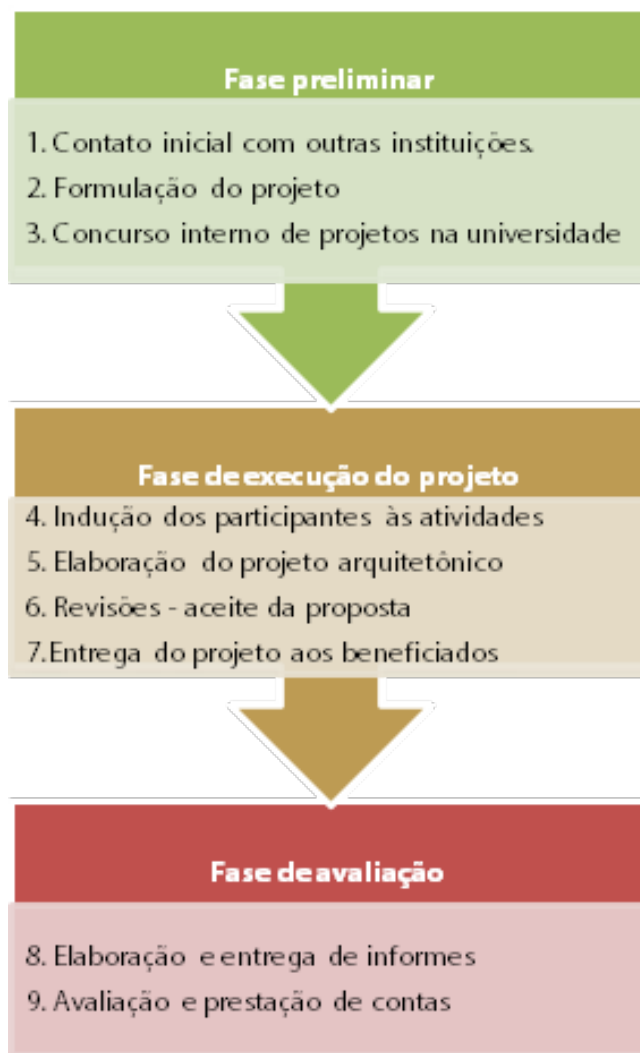 Fase preliminar
1. Contato inicial com outras instituições.
2. Formulação do projeto
3. Concurso interno de projetos na universidade
Fase de execução do projeto
4. Indução dos participantes às atividades
5. Elaboração do projeto arquitetônico
6. Revisões - aceite da proposta
7.Entrega do projeto aos beneficiados
Fase de avaliação
8. Elaboração e entrega de informes
9. Avaliação e prestação de contas